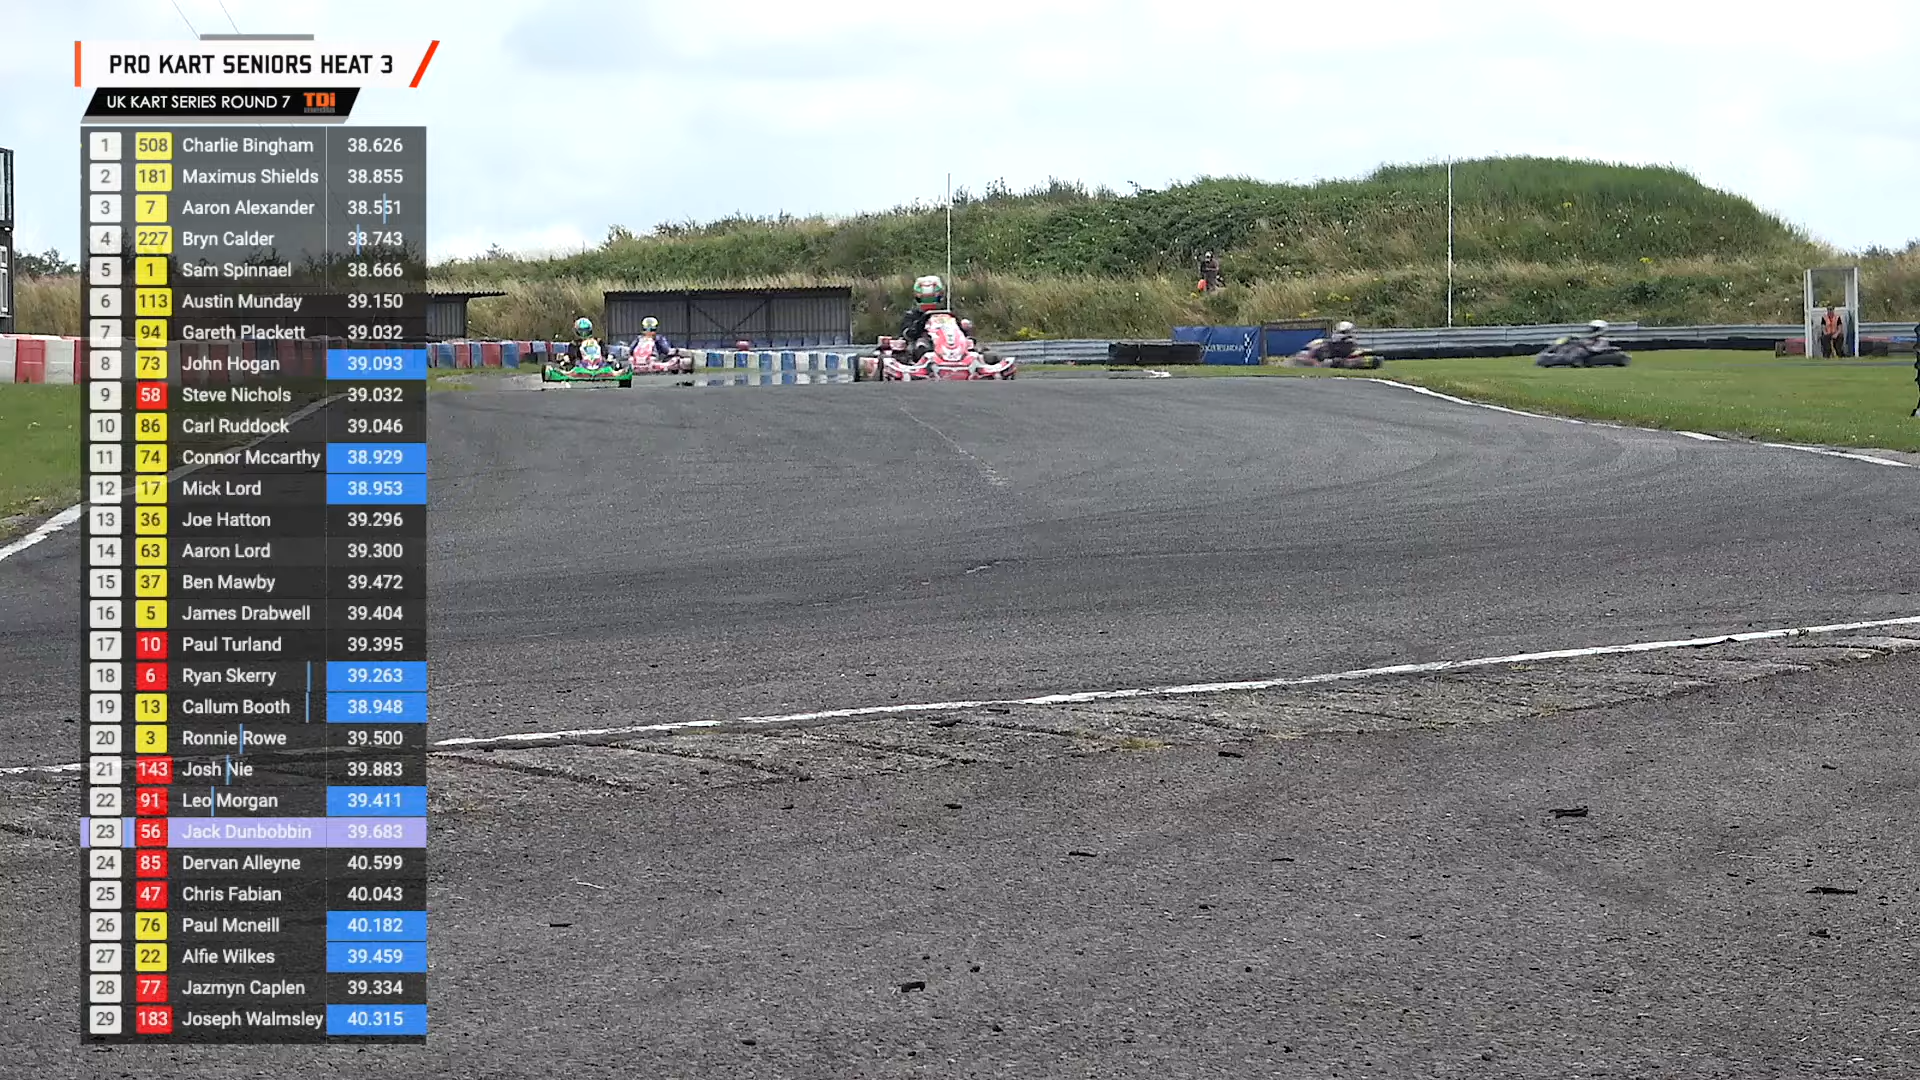 PRO KART SENIORS HEAT 3
UK KART SERIES ROUND 7 TDi media
1 508 Charlie Bingham 38.626
2 181 Maximus Shields 38.855
3 7 Aaron Alexander 38.551
4 227 Bryn Calder 38.743
5 1 Sam Spinnael 38.666
6 113 Austin Munday 39.150
7 94 Gareth Plackett 39.032
8 73 John Hogan 39.093
9 58 Steve Nichols 39.032
10 86 Carl Ruddock 39.046
11 74 Connor Mccarthy 38.929
12 17 Mick Lord 38.953
13 36 Joe Hatton 39.296
14 63 Aaron Lord 39.300
15 37 Ben Mawby 39.472
16 5 James Drabwell 39.404
17 10 Paul Turland 39.395
18 6 Ryan Skerry 39.263
19 13 Callum Booth 38.948
20 3 Ronnie Rowe 39.500
21 143 Josh Nie 39.883
22 91 Leo Morgan 39.411
23 56 Jack Dunbobbin 39.683
24 85 Dervan Alleyne 40.599
25 47 Chris Fabian 40.043
26 76 Paul Mcneill 40.182
27 22 Alfie Wilkes 39.459
28 77 Jazmyn Caplen 39.334
29 183 Joseph Walmsley 40.315